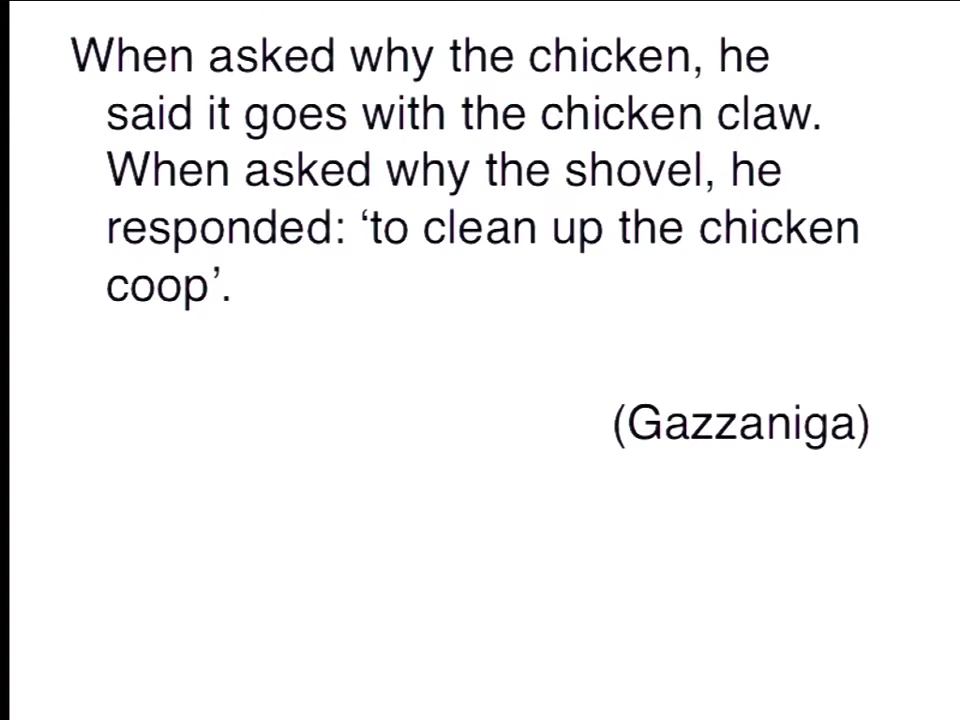 When asked why the chicken, he
said it goes with the chicken claw.
When asked why the shovel, he
responded: ‘to clean up the chicken
coop’.
(Gazzaniga)